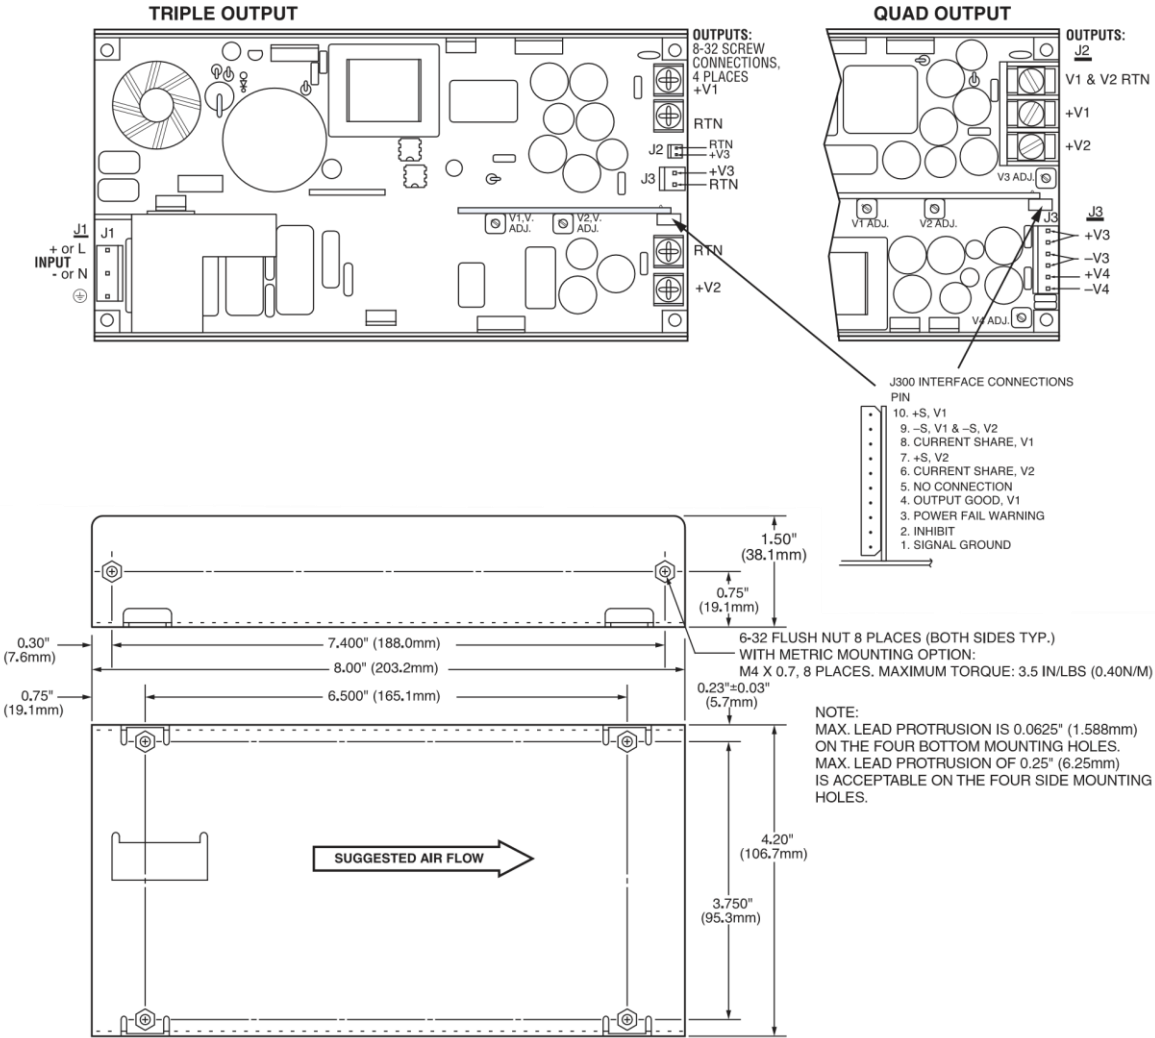 TRIPLE OUTPUT
OUTPUTS:
8-32 SCREW
CONNECTIONS,
4 PLACES
+V1
RTN
J2
RTN
+V3
J3
+V3
RTN
V1,V.
ADJ.
V2,V.
ADJ.
RTN
+V2
J1
J1
+ or L
INPUT
- or N
QUAD OUTPUT
OUTPUTS:
J2
V1 & V2 RTN
+V1
+V2
V3 ADJ.
V1 ADJ.
V2 ADJ.
J3
J3
+V3
–V3
+V4
–V4
V4 ADJ.
J300 INTERFACE CONNECTIONS
PIN
10. +S, V1
9. –S, V1 & –S, V2
8. CURRENT SHARE, V1
7. +S, V2
6. CURRENT SHARE, V2
5. NO CONNECTION
4. OUTPUT GOOD, V1
3. POWER FAIL WARNING
2. INHIBIT
1. SIGNAL GROUND
1.50"
(38.1mm)
0.75"
(19.1mm)
0.30"
(7.6mm)
7.400" (188.0mm)
8.00" (203.2mm)
6-32 FLUSH NUT 8 PLACES (BOTH SIDES TYP.)
WITH METRIC MOUNTING OPTION:
M4 X 0.7, 8 PLACES. MAXIMUM TORQUE: 3.5 IN/LBS (0.40N/M)
0.75"
(19.1mm)
6.500" (165.1mm)
0.23"±0.03"
(5.7mm)
NOTE:
MAX. LEAD PROTRUSION IS 0.0625" (1.588mm)
ON THE FOUR BOTTOM MOUNTING HOLES.
MAX. LEAD PROTRUSION OF 0.25" (6.25mm)
IS ACCEPTABLE ON THE FOUR SIDE MOUNTING
HOLES.
SUGGESTED AIR FLOW
4.20"
(106.7mm)
3.750"
(95.3mm)